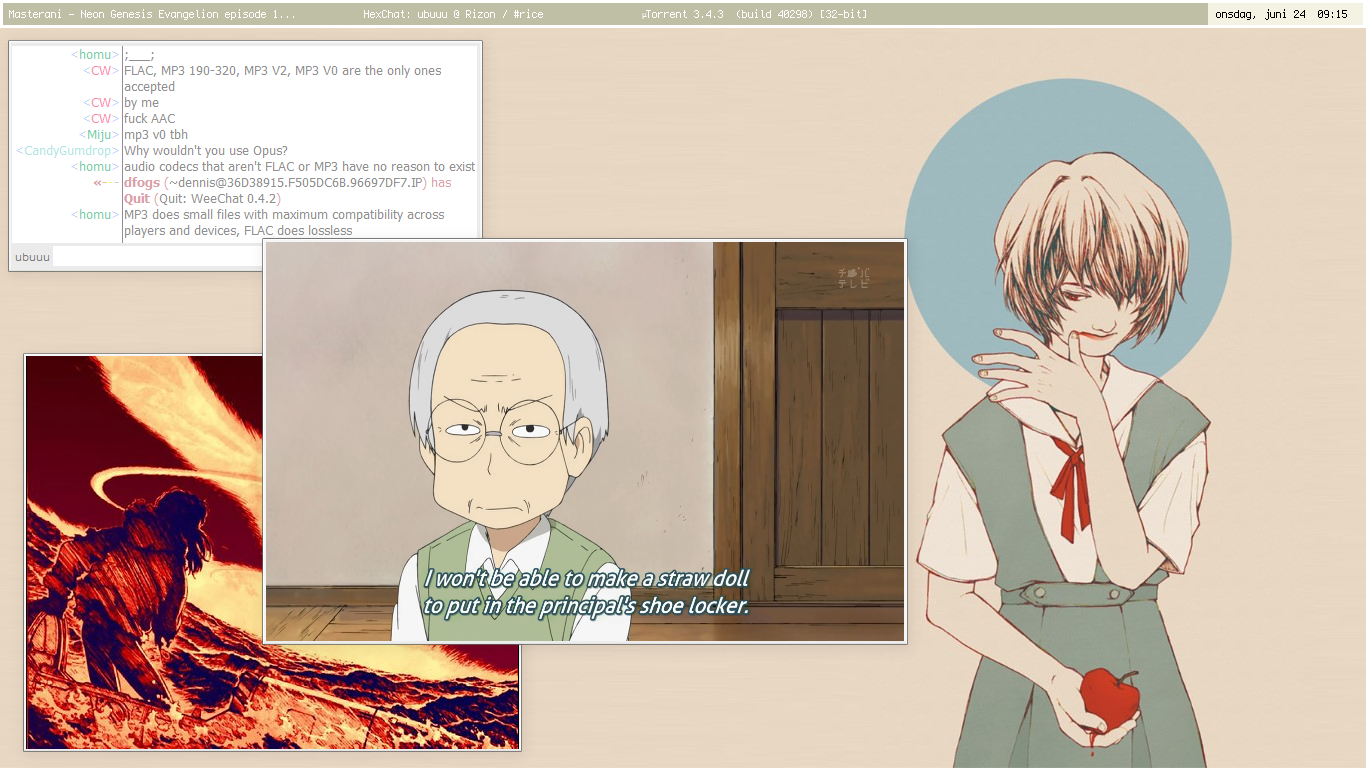 Masterani - Neon Genesis Evangelion episode 1...
HexChat: ubuuu @ Rizon / #rice
µTorrent 3.4.3 (build 40298) [32-bit]
onsdag, juni 24 09:15
<homu> ;___;
<CW> FLAC, MP3 190-320, MP3 V2, MP3 V0 are the only ones
accepted
<CW> by me
<CW> fuck AAC
<Miju> mp3 v0 tbh
<CandyGumdrop> Why wouldn't you use Opus?
<homu> audio codecs that aren't FLAC or MP3 have no reason to exist
«--- dfogs (~dennis@36D38915.F505DC6B.96697DF7.IP) has
Quit (Quit: WeeChat 0.4.2)
<homu> MP3 does small files with maximum compatibility across
players and devices, FLAC does lossless
ubuuu
テレビ
I won't be able to make a straw doll
to put in the principal's shoe locker.